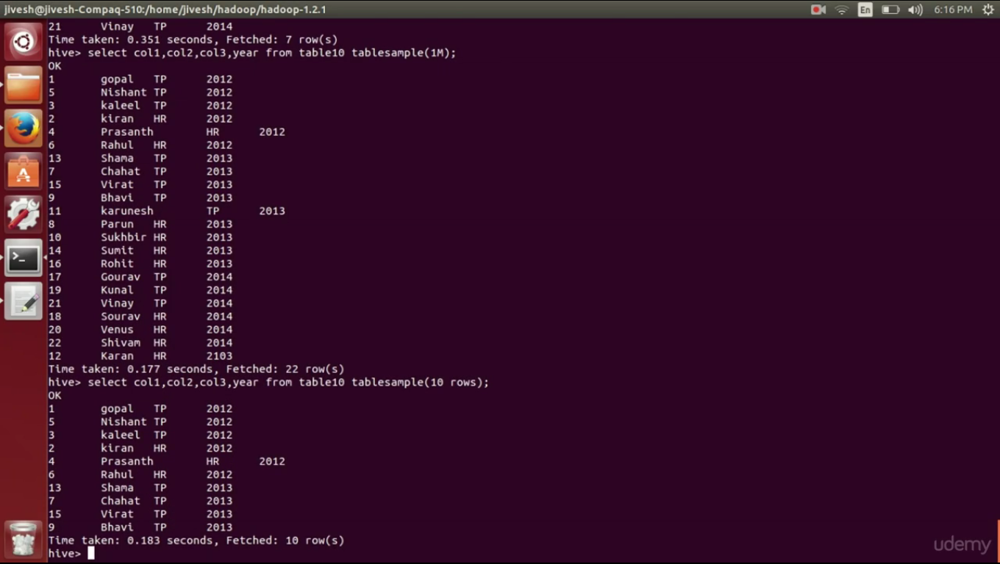 jivesh@jivesh-Compaq-510:/home/jivesh/hadoop/hadoop-1.2.1 En 6:16 PM
21 Vinay TP 2014
Time taken: 0.351 seconds, Fetched: 7 row(s)
hive> select col1,col2,col3,year from table10 tablesample(1M);
OK
1 gopal TP 2012
5 Nishant TP 2012
3 kaleel TP 2012
2 kiran HR 2012
4 Prasanth HR 2012
6 Rahul HR 2012
13 Shama TP 2013
7 Chahat TP 2013
15 Virat TP 2013
9 Bhavi TP 2013
11 karunesh TP 2013
8 Parun HR 2013
10 Sukhbir HR 2013
14 Sumit HR 2013
16 Rohit HR 2013
17 Gourav TP 2014
19 Kunal TP 2014
21 Vinay TP 2014
18 Sourav HR 2014
20 Venus HR 2014
22 Shivam HR 2014
12 Karan HR 2103
Time taken: 0.177 seconds, Fetched: 22 row(s)
hive> select col1,col2,col3,year from table10 tablesample(10 rows);
OK
1 gopal TP 2012
5 Nishant TP 2012
3 kaleel TP 2012
2 kiran HR 2012
4 Prasanth HR 2012
6 Rahul HR 2012
13 Shama TP 2013
7 Chahat TP 2013
15 Virat TP 2013
9 Bhavi TP 2013
Time taken: 0.183 seconds, Fetched: 10 row(s)
hive>
udemy